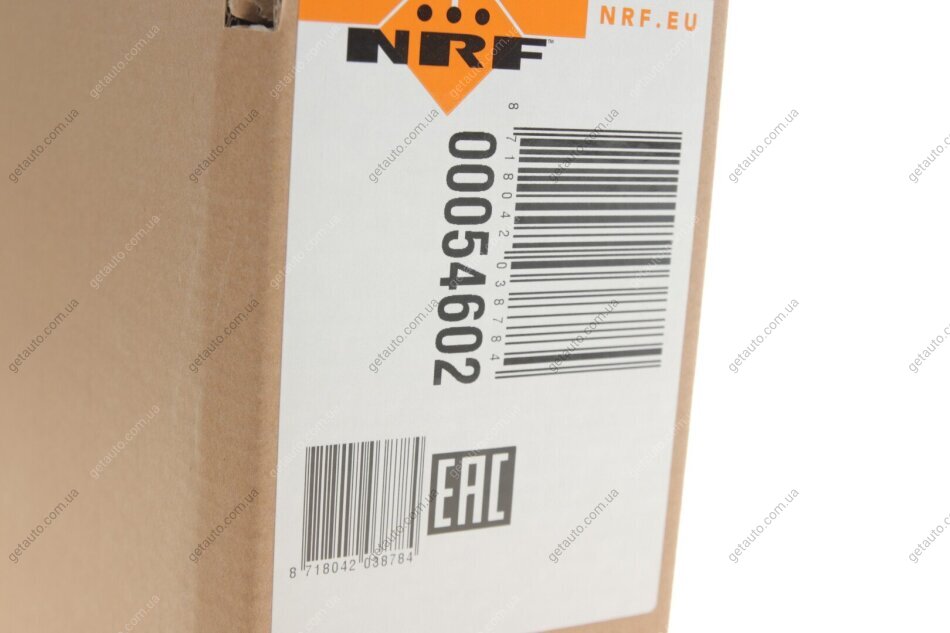 NRF
NRF.EU
00054602
8 718042 038784
8 718042 038784
EAC
getauto.com.ua